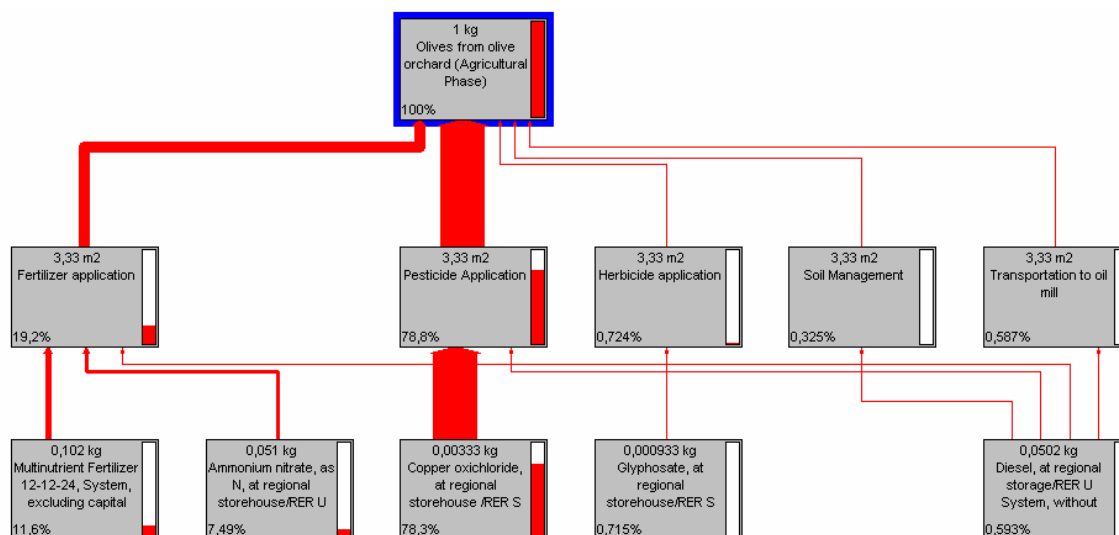 1 kg
Olives from olive
orchard (Agricultural
Phase)
100%
3,33 m2
Fertilizer application
19,2%
3,33 m2
Pesticide Application
78,8%
3,33 m2
Herbicide application
0,724%
3,33 m2
Soil Management
0,325%
3,33 m2
Transportation to oil
mill
0,587%
0,102 kg
Multinutrient Fertilizer
12-12-24, System,
excluding capital
11,6%
0,051 kg
Ammonium nitrate, as
N, at regional
storehouse/RER U
7,49%
0,00333 kg
Copper oxichloride,
at regional
storehouse /RER S
78,3%
0,000933 kg
Glyphosate, at
regional
storehouse/RER S
0,715%
0,0502 kg
Diesel, at regional
storage/RER U
System, without
0,593%